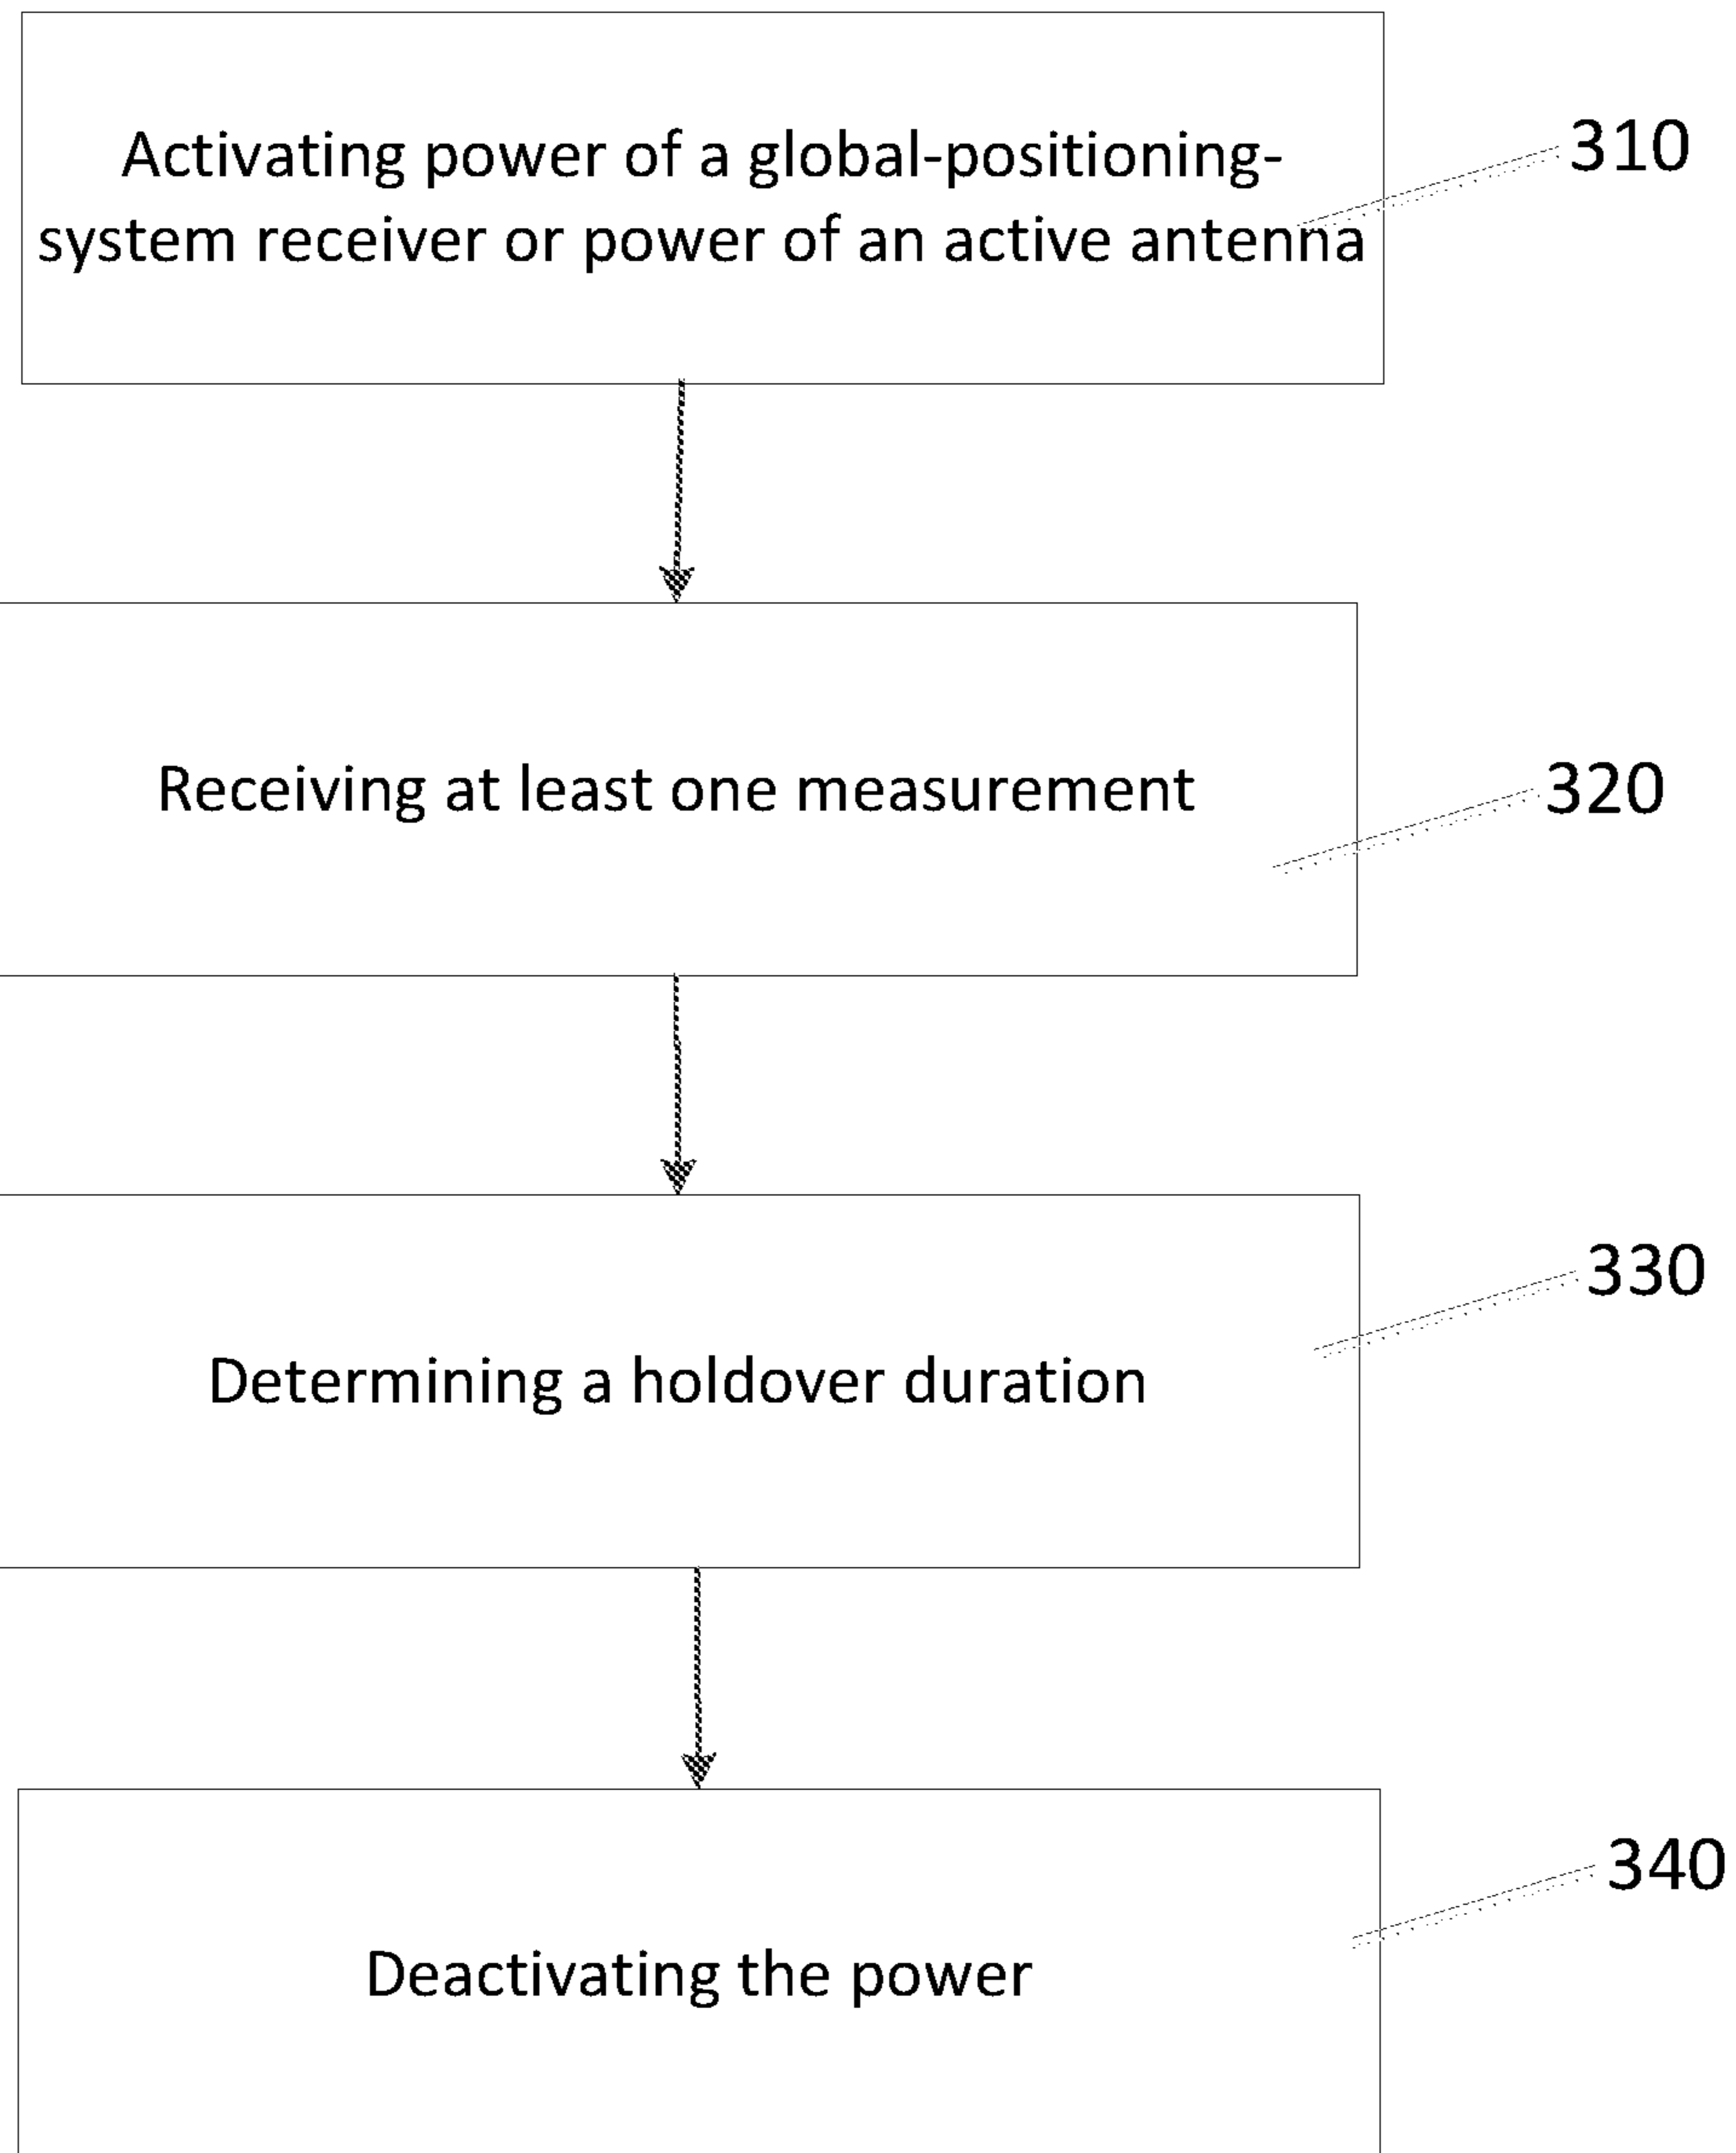 Activating power of a global-positioning-
system receiver or power of an active antenna
310
Receiving at least one measurement
320
Determining a holdover duration
330
Deactivating the power
340